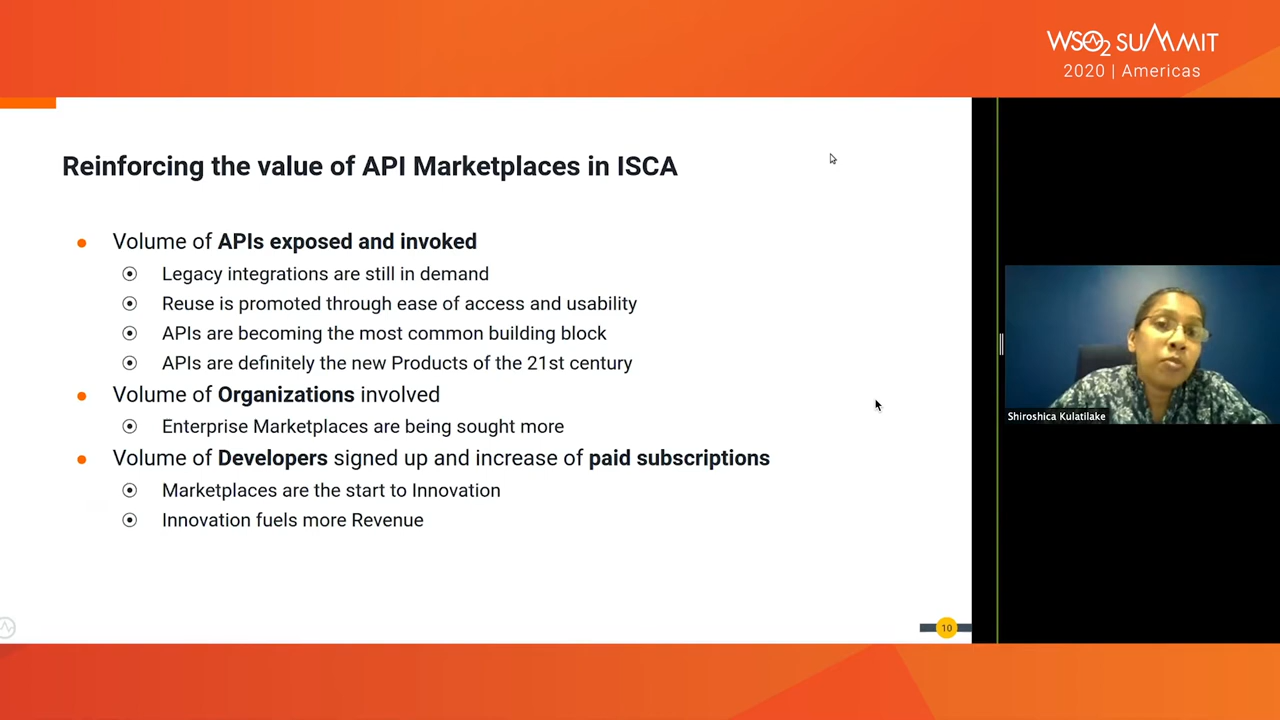 WSO2 SUMMIT
2020 | Americas
Reinforcing the value of API Marketplaces in ISCA
Volume of APIs exposed and invoked
Legacy integrations are still in demand
Reuse is promoted through ease of access and usability
APIs are becoming the most common building block
APIs are definitely the new Products of the 21st century
Volume of Organizations involved
Enterprise Marketplaces are being sought more
Volume of Developers signed up and increase of paid subscriptions
Marketplaces are the start to Innovation
Innovation fuels more Revenue
Shiroshica Kulatilake
10